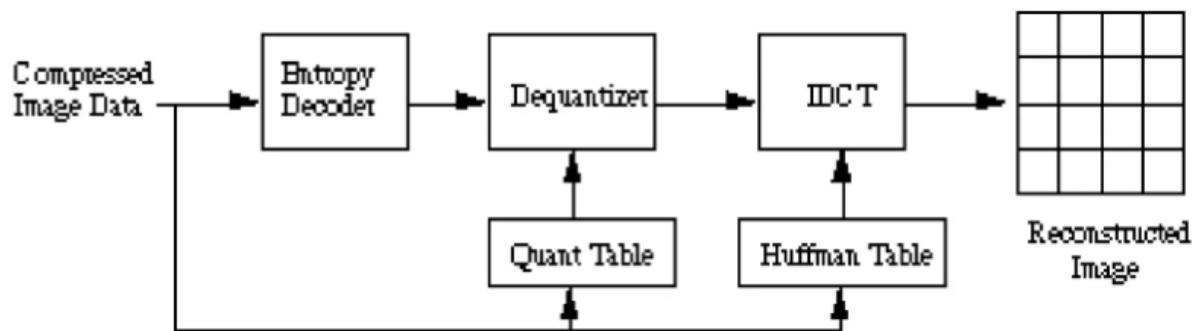 Compressed
Image Data
Entropy
Decoder
Dequantizer
IDCT
Quant Table
Huffman Table
Reconstructed
Image